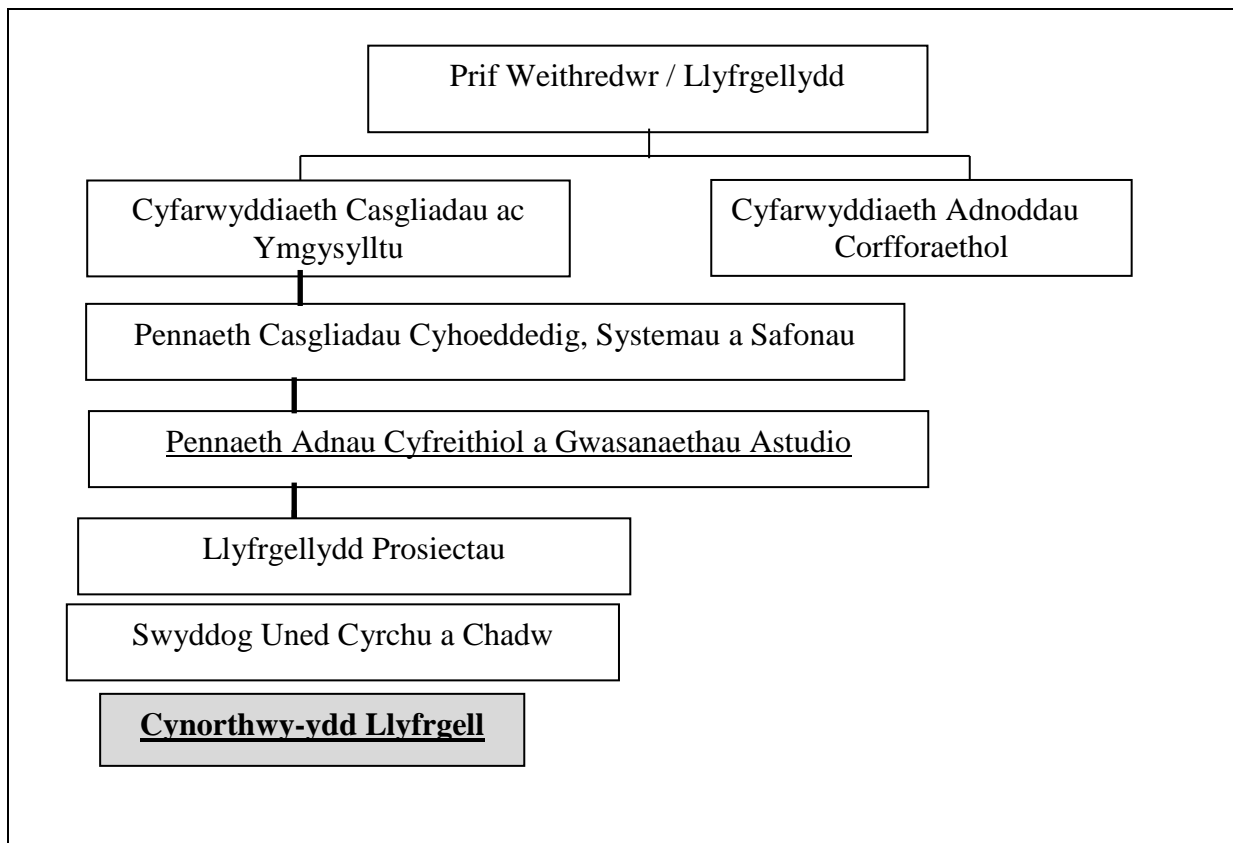 Prif Weithredwr / Llyfrgellydd
Cyfarwyddiaeth Casgliadau ac
Ymgysylltu
Cyfarwyddiaeth Adnoddau
Corfforaethol
Pennaeth Casgliadau Cyhoeddedig, Systemau a Safonau
Pennaeth Adnau Cyfreithiol a Gwasanaethau Astudio
Llyfrgellydd Prosiectau
Swyddog Uned Cyrchu a Chadw
Cynorthwy-ydd Llyfrgell